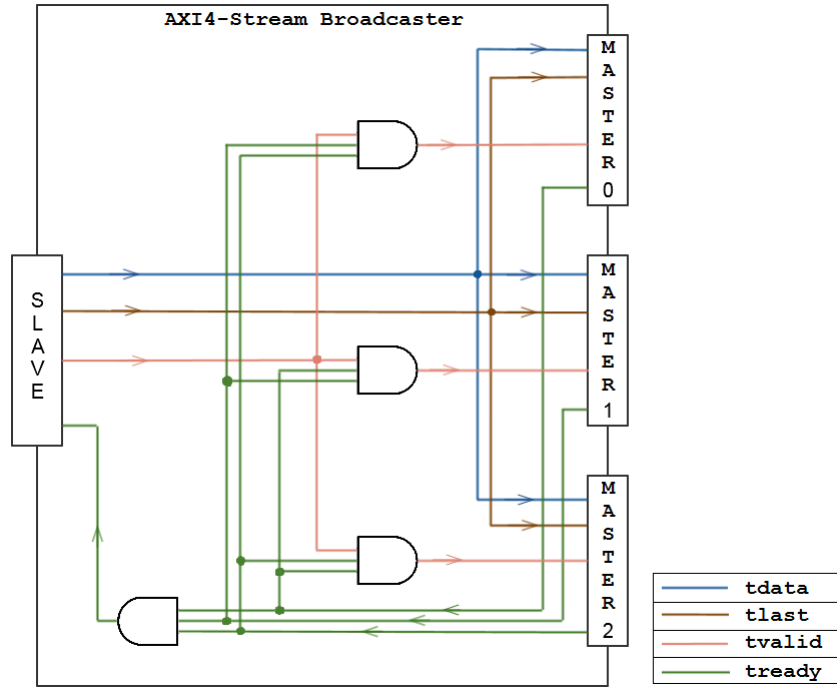 AXI4-Stream Broadcaster
MASTER
0
SLAVE
MASTER
1
MASTER
2
tdata
tlast
tvalid
tready